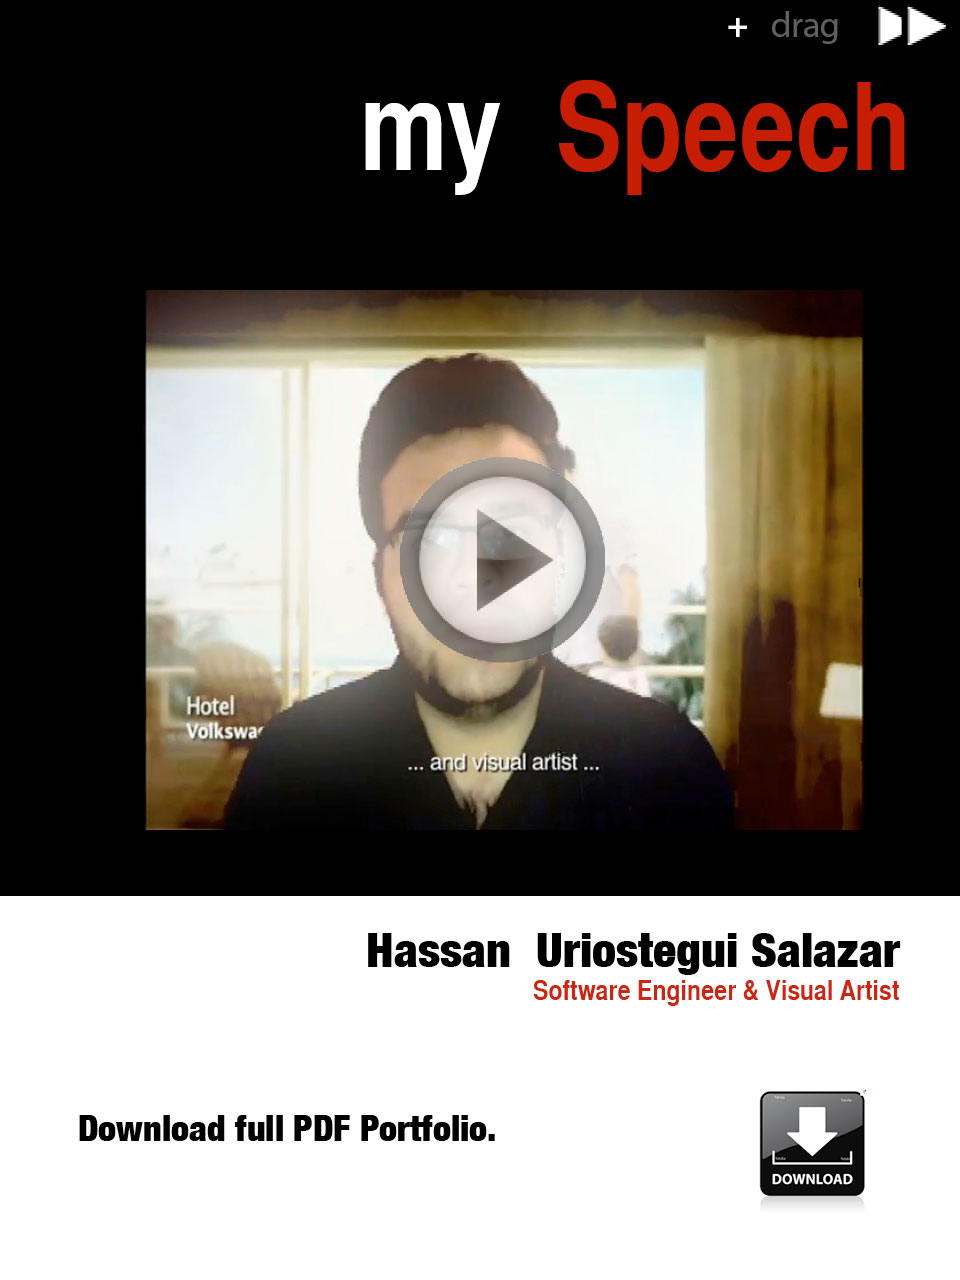 + drag
my Speech
Hotel
Volkswag
... and visual artist ...
Hassan Uriostegui Salazar
Software Engineer & Visual Artist
Download full PDF Portfolio.
DOWNLOAD